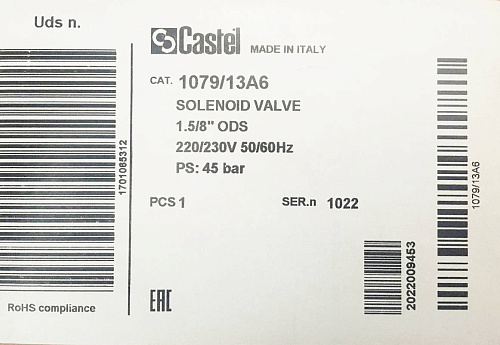 Uds n.
Castel MADE IN ITALY
CAT. 1079/13A6
SOLENOID VALVE
1.5/8" ODS
220/230V 50/60Hz
PS: 45 bar
PCS 1 SER.n 1022
1701065312
1079/13A6
2022009453
RoHS compliance
EAC